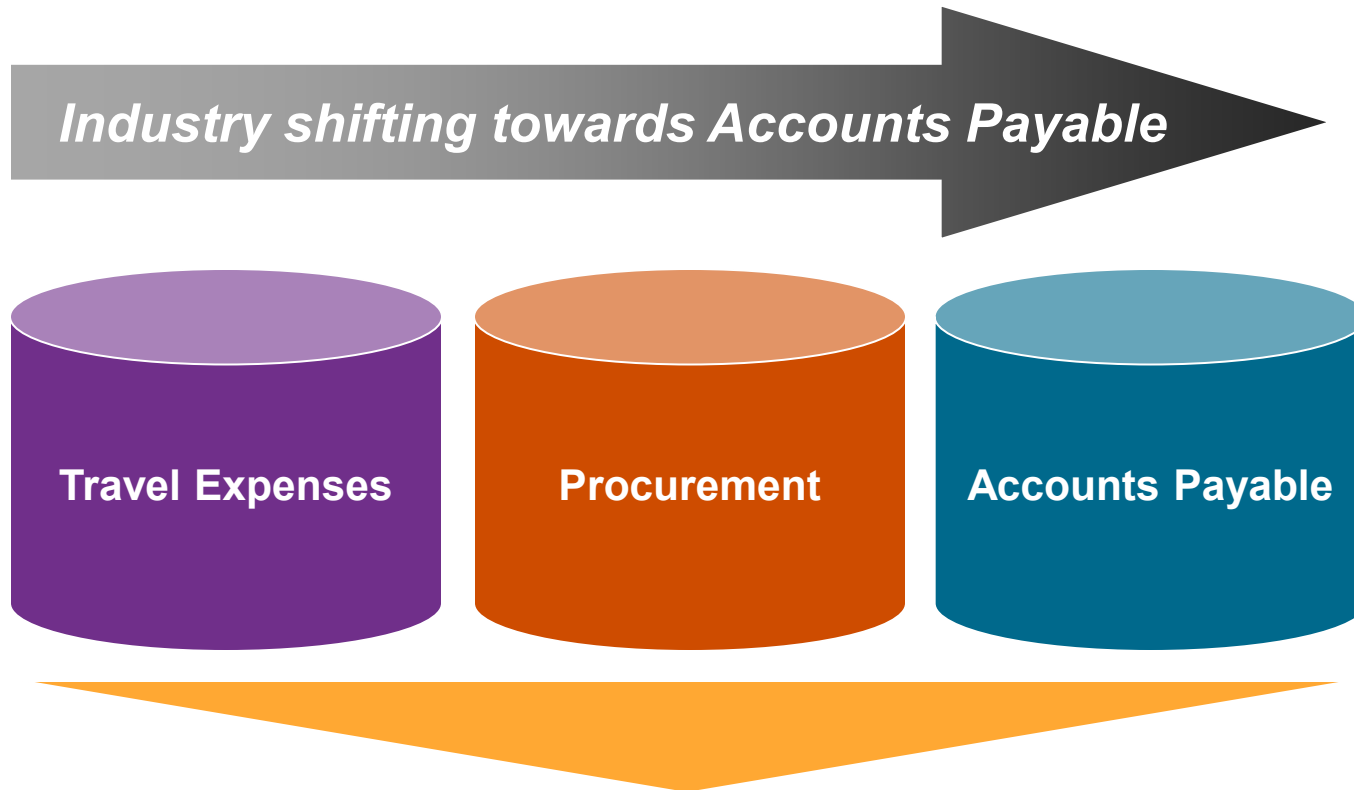 Industry shifting towards Accounts Payable
Travel Expenses
Procurement
Accounts Payable